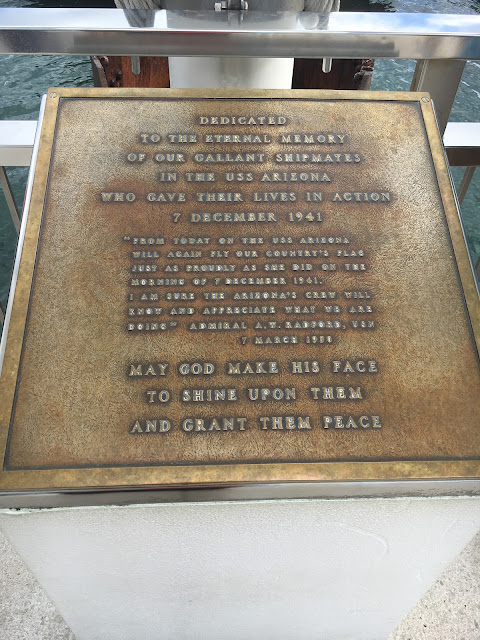 DEDICATED
TO THE ETERNAL MEMORY
OF OUR GALLANT SHIPMATES
IN THE USS ARIZONA
WHO GAVE THEIR LIVES IN ACTION
7 DECEMBER 1941
"FROM TODAY ON THE USS ARIZONA
WILL AGAIN FLY OUR COUNTRY'S FLAG
JUST AS PROUDLY AS SHE DID ON THE
MORNING OF 7 DECEMBER 1941.
I AM SURE THE ARIZONA'S CREW WILL
KNOW AND APPRECIATE WHAT WE ARE
DOING" ADMIRAL A.W. RADFORD, USN
7 MARCH 1950
MAY GOD MAKE HIS FACE
TO SHINE UPON THEM
AND GRANT THEM PEACE